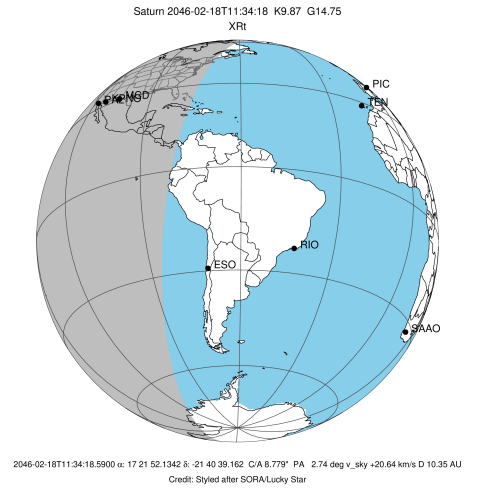 Saturn 2046-02-18T11:34:18 K9.87 G14.75
XRt
PIC
TEN
MCD
RIO
ESO
SAAO
2046-02-18T11:34:18.5900 α: 17 21 52.1342 δ: -21 40 39.162 C/A 8.779" PA 2.74 deg v_sky +20.64 km/s D 10.35 AU
Credit: Styled after SORA/Lucky Star